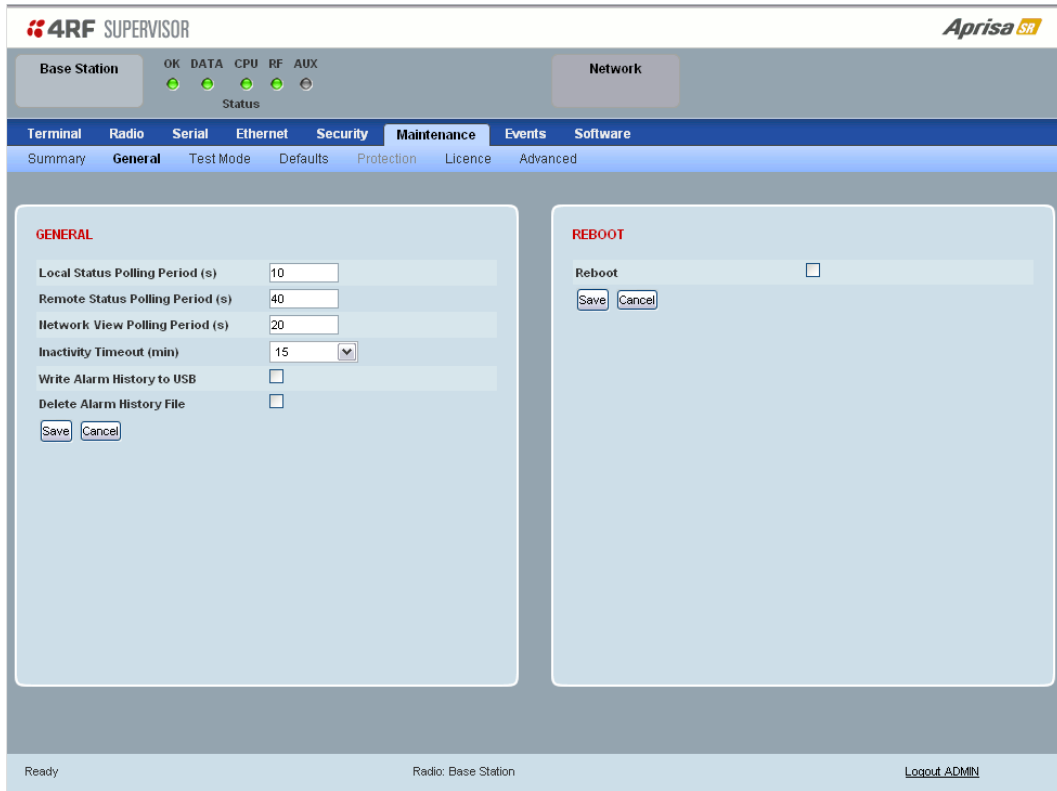 4RF SUPERVISOR
Aprisa SR
Base Station
OK DATA CPU RF AUX
Status
Network
Terminal Radio Serial Ethernet Security Maintenance Events Software
Summary General Test Mode Defaults Protection Licence Advanced
GENERAL
Local Status Polling Period (s) 10
Remote Status Polling Period (s) 40
Network View Polling Period (s) 20
Inactivity Timeout (min) 15
Write Alarm History to USB
Delete Alarm History File
Save Cancel
REBOOT
Reboot
Save Cancel
Ready
Radio: Base Station
Logout ADMIN